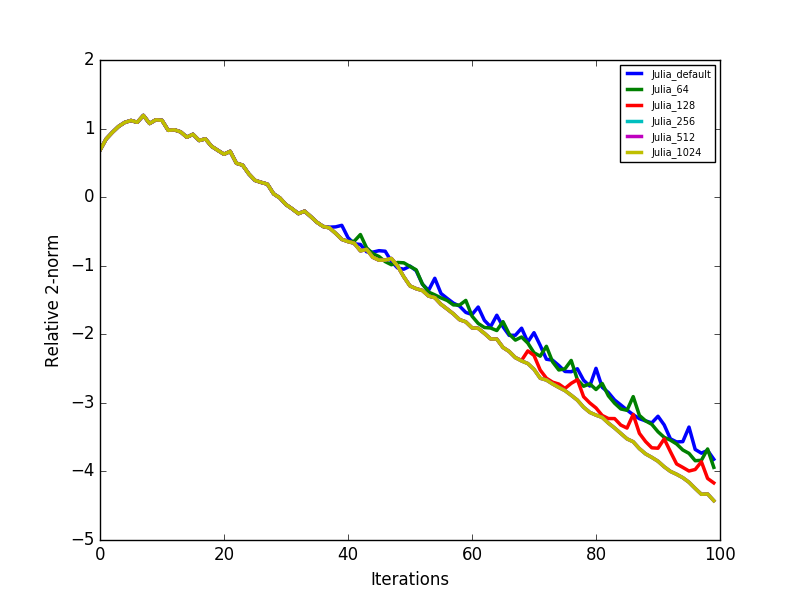 2
1
0
−1
−2
−3
−4
−5
0 20 40 60 80 100
Relative 2-norm
Iterations
Julia_default
Julia_64
Julia_128
Julia_256
Julia_512
Julia_1024